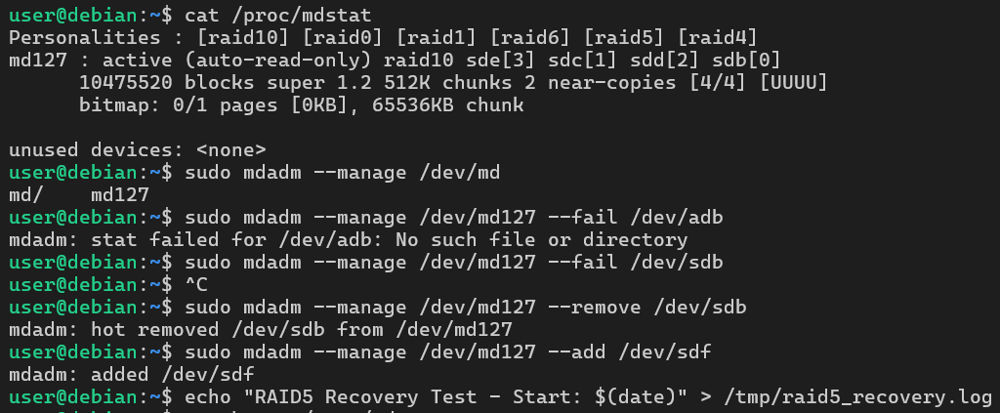 user@debian:~$ cat /proc/mdstat
Personalities : [raid10] [raid0] [raid1] [raid6] [raid5] [raid4]
md127 : active (auto-read-only) raid10 sde[3] sdc[1] sdd[2] sdb[0]
      10475520 blocks super 1.2 512K chunks 2 near-copies [4/4] [UUUU]
      bitmap: 0/1 pages [0KB], 65536KB chunk

unused devices: <none>
user@debian:~$ sudo mdadm --manage /dev/md
md/    md127
user@debian:~$ sudo mdadm --manage /dev/md127 --fail /dev/adb
mdadm: stat failed for /dev/adb: No such file or directory
user@debian:~$ sudo mdadm --manage /dev/md127 --fail /dev/sdb
user@debian:~$ ^C
user@debian:~$ sudo mdadm --manage /dev/md127 --remove /dev/sdb
mdadm: hot removed /dev/sdb from /dev/md127
user@debian:~$ sudo mdadm --manage /dev/md127 --add /dev/sdf
mdadm: added /dev/sdf
user@debian:~$ echo "RAID5 Recovery Test - Start: $(date)" > /tmp/raid5_recovery.log